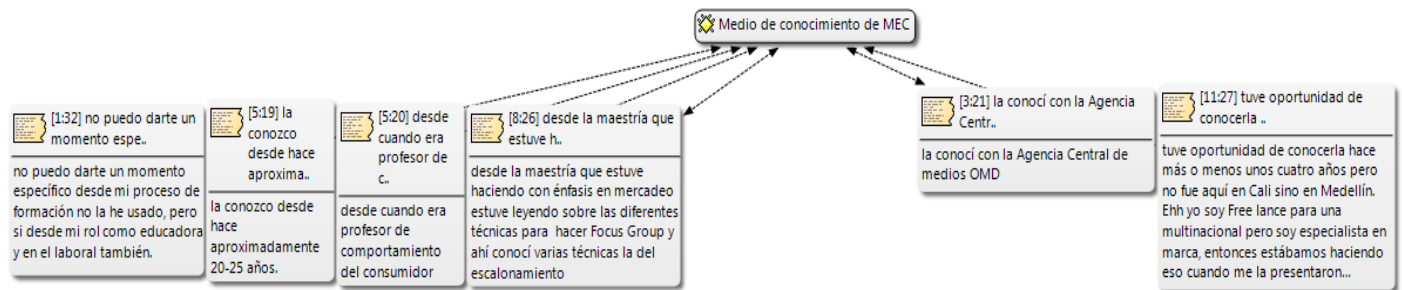 Medio de conocimiento de MEC
[1:32] no puedo darte un
momento espe..
no puedo darte un momento
específico desde mi proceso de
formación no la he usado, pero
si desde mi rol como educadora
y en el laboral también.
[5:19] la
conozco
desde hace
aproxima..
la conozco desde
hace
aproximadamente
20-25 años.
[5:20] desde
cuando era
profesor de
c..
desde cuando era
profesor de
comportamiento
del consumidor
[8:26] desde la maestría que
estuve h..
desde la maestría que estuve
haciendo con énfasis en mercadeo
estuve leyendo sobre las diferentes
técnicas para hacer Focus Group y
ahí conocí varias técnicas la del
escalonamiento
[3:21] la conocí con la Agencia
Centr..
la conocí con la Agencia Central de
medios OMD
[11:27] tuve oportunidad de
conocerla ..
tuve oportunidad de conocerla hace
más o menos unos cuatro años pero
no fue aquí en Cali sino en Medellín.
Ehh yo soy Free lance para una
multinacional pero soy especialista en
marca, entonces estábamos haciendo
eso cuando me la presentaron...